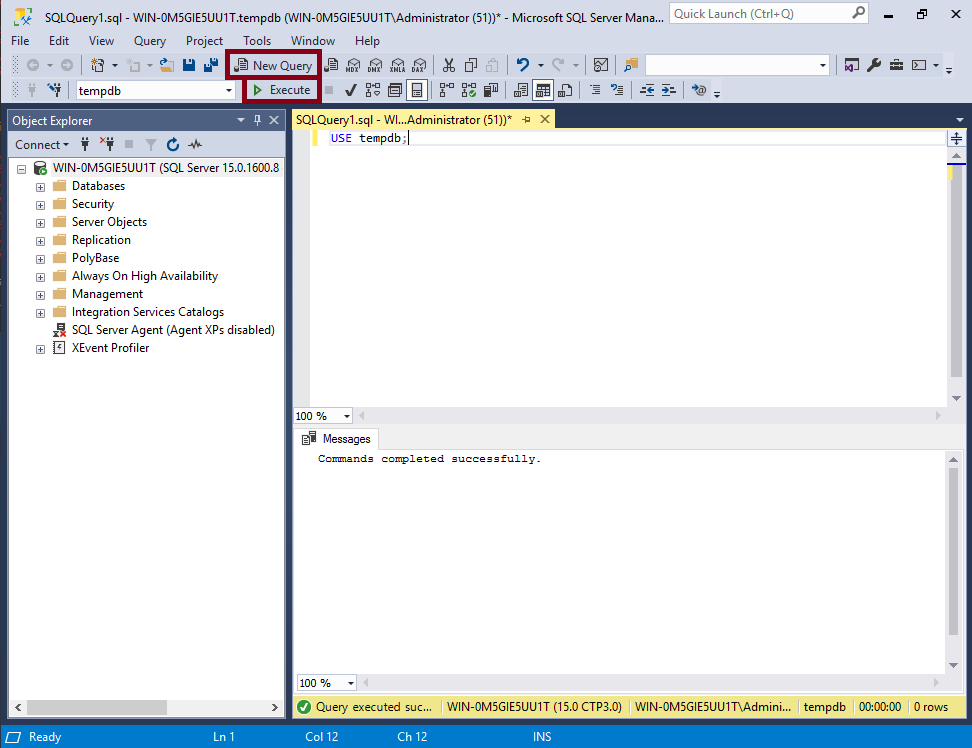 SQLQuery1.sql - WIN-0M5GIE5UU1T.tempdb (WIN-0M5GIE5UU1T\Administrator (51))* - Microsoft SQL Server Mana...
Quick Launch (Ctrl+Q)
File Edit View Query Project Tools Window Help
New Query
MDX DMX XMLA DAX
tempdb
Execute
Object Explorer
SQLQuery1.sql - WI...Administrator (51))*
USE tempdb;
Connect
WIN-0M5GIE5UU1T (SQL Server 15.0.1600.8
Databases
Security
Server Objects
Replication
PolyBase
Always On High Availability
Management
Integration Services Catalogs
SQL Server Agent (Agent XPs disabled)
XEvent Profiler
100 %
Messages
Commands completed successfully.
100 %
Query executed suc... WIN-0M5GIE5UU1T (15.0 CTP3.0) WIN-0M5GIE5UU1T\Admini... tempdb 00:00:00 0 rows
Ready Ln 1 Col 12 Ch 12 INS